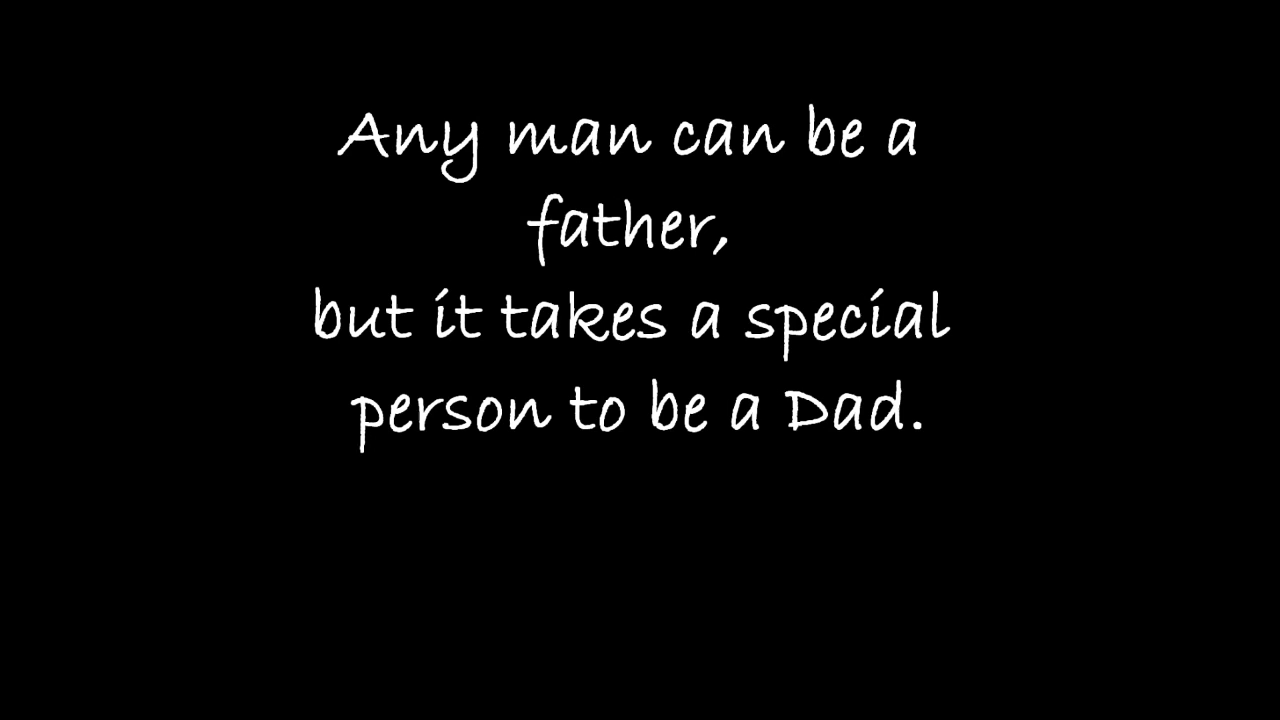 Any man can be a
father,
but it takes a special
person to be a Dad.